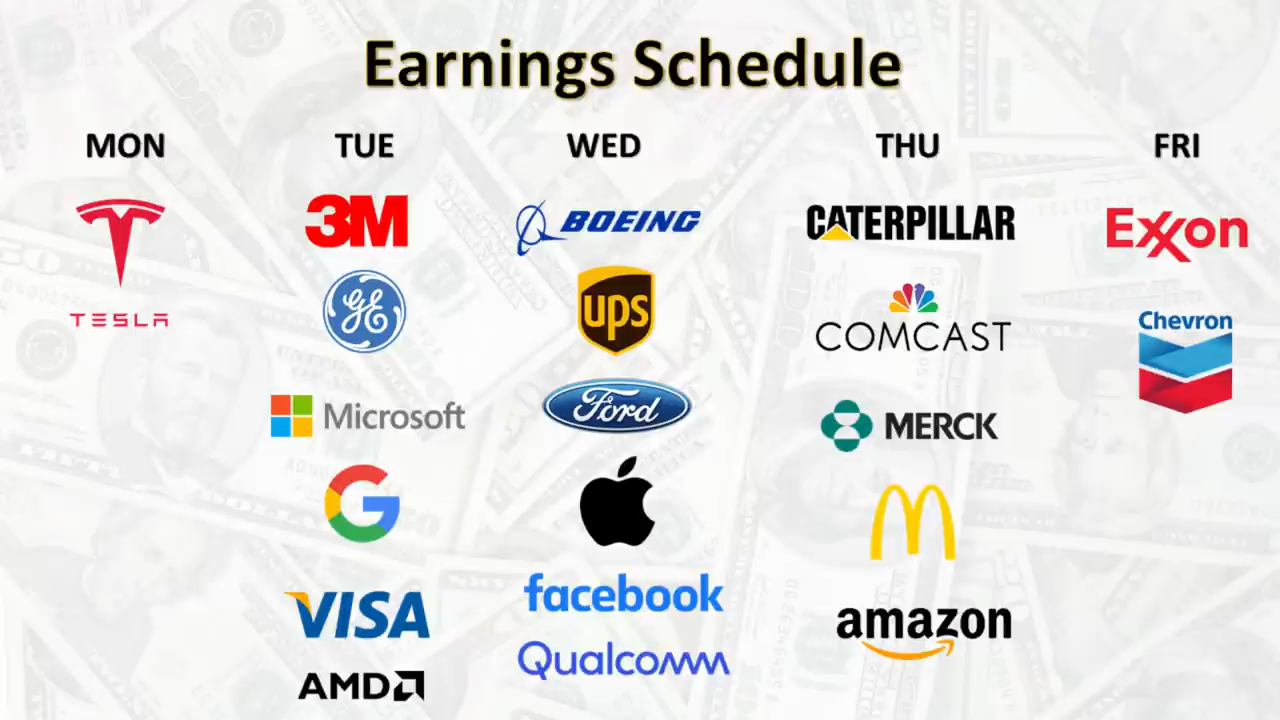 Earnings Schedule
MON
TESLA
TUE
3M
GE
Microsoft
G
VISA
AMD
WED
BOEING
ups
Ford
facebook
Qualcomm
THU
CATERPILLAR
COMCAST
MERCK
M
amazon
FRI
Exxon
Chevron